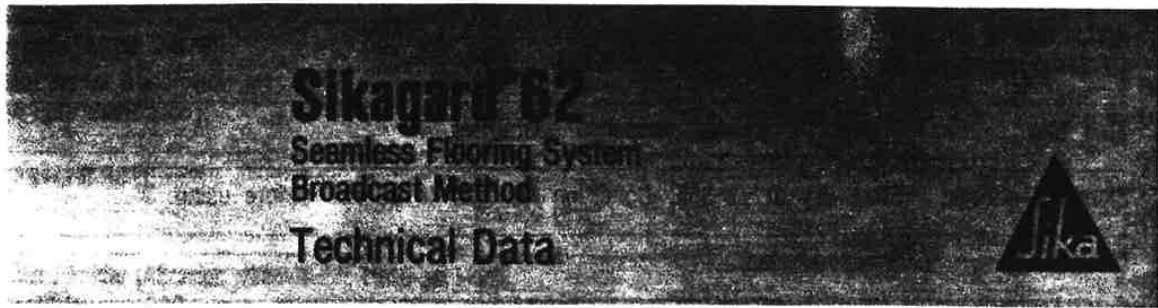 Sikagard 62
Seamless Flooring System
Broadcast Method
Technical Data
Sika